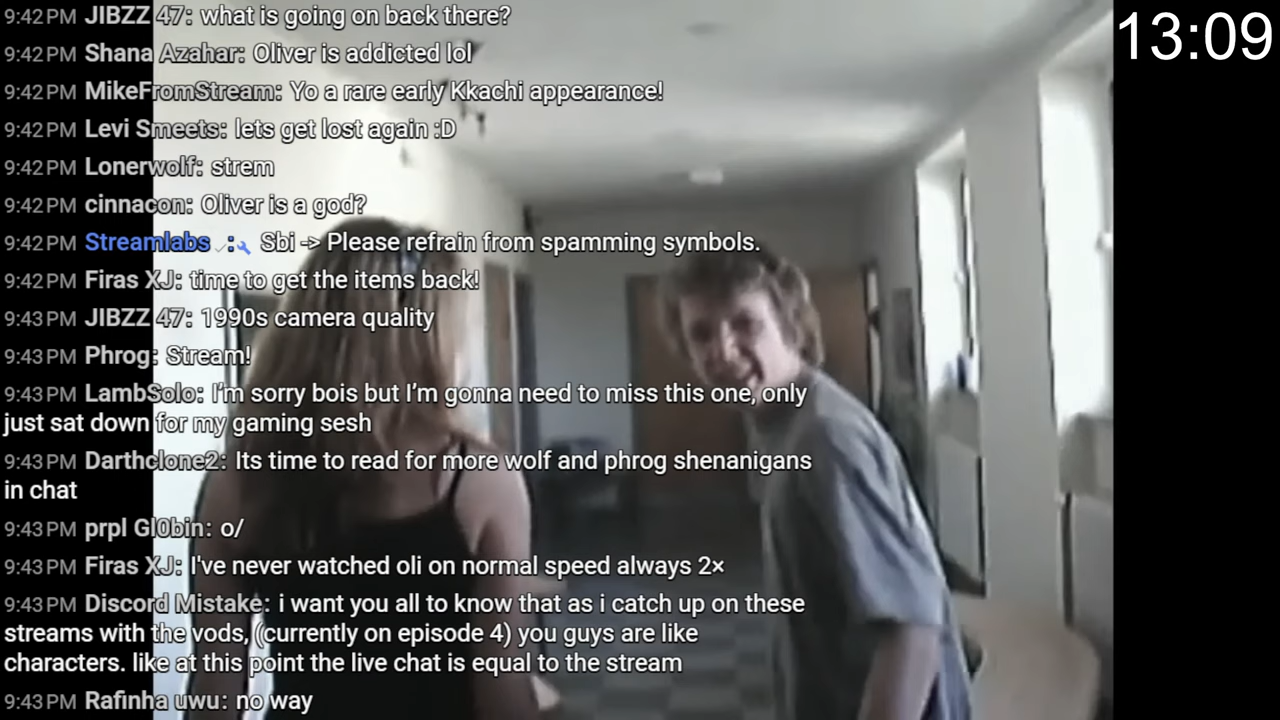 9:42 PM JIBZZ 47: what is going on back there?
13:09
9:42 PM Shana Azahar: Oliver is addicted lol
9:42 PM MikeFromStream: Yo a rare early Kkachi appearance!
9:42 PM Levi Smeets: lets get lost again :D
9:42 PM Lonerwolf: strem
9:42 PM cinnacon: Oliver is a god?
9:42 PM Streamlabs : Sbi -> Please refrain from spamming symbols.
9:42 PM Firas XJ: time to get the items back!
9:43 PM JIBZZ 47: 1990s camera quality
9:43 PM Phrog: Stream!
9:43 PM LambSolo: I'm sorry bois but I'm gonna need to miss this one, only
just sat down for my gaming sesh
9:43 PM Darthclone2: Its time to read for more wolf and phrog shenanigans
in chat
9:43 PM prpl Gl0bin: o/
9:43 PM Firas XJ: I've never watched oli on normal speed always 2×
9:43 PM Discord Mistake: i want you all to know that as i catch up on these
streams with the vods, (currently on episode 4) you guys are like
characters. like at this point the live chat is equal to the stream
9:43 PM Rafinha uwu: no way